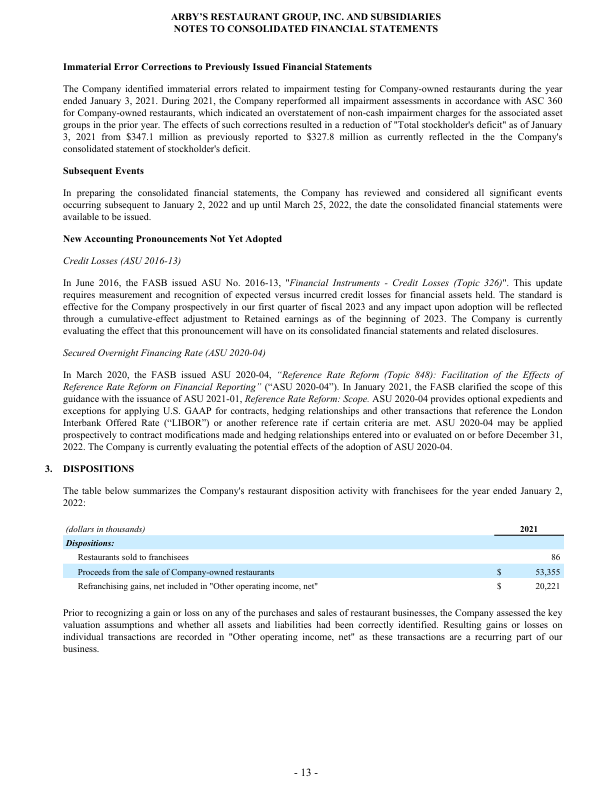 ARBY'S RESTAURANT GROUP, INC. AND SUBSIDIARIES
NOTES TO CONSOLIDATED FINANCIAL STATEMENTS
Immaterial Error Corrections to Previously Issued Financial Statements
The Company identified immaterial errors related to impairment testing for Company-owned restaurants during the year
ended January 3, 2021. During 2021, the Company reperformed all impairment assessments in accordance with ASC 360
for Company-owned restaurants, which indicated an overstatement of non-cash impairment charges for the associated asset
groups in the prior year. The effects of such corrections resulted in a reduction of "Total stockholder's deficit" as of January
3, 2021 from $347.1 million as previously reported to $327.8 million as currently reflected in the the Company's
consolidated statement of stockholder's deficit.
Subsequent Events
In preparing the consolidated financial statements, the Company has reviewed and considered all significant events
occurring subsequent to January 2, 2022 and up until March 25, 2022, the date the consolidated financial statements were
available to be issued.
New Accounting Pronouncements Not Yet Adopted
Credit Losses (ASU 2016-13)
In June 2016, the FASB issued ASU No. 2016-13, "Financial Instruments - Credit Losses (Topic 326)". This update
requires measurement and recognition of expected versus incurred credit losses for financial assets held. The standard is
effective for the Company prospectively in our first quarter of fiscal 2023 and any impact upon adoption will be reflected
through a cumulative-effect adjustment to Retained earnings as of the beginning of 2023. The Company is currently
evaluating the effect that this pronouncement will have on its consolidated financial statements and related disclosures.
Secured Overnight Financing Rate (ASU 2020-04)
In March 2020, the FASB issued ASU 2020-04, “Reference Rate Reform (Topic 848): Facilitation of the Effects of
Reference Rate Reform on Financial Reporting” (“ASU 2020-04”). In January 2021, the FASB clarified the scope of this
guidance with the issuance of ASU 2021-01, Reference Rate Reform: Scope. ASU 2020-04 provides optional expedients and
exceptions for applying U.S. GAAP for contracts, hedging relationships and other transactions that reference the London
Interbank Offered Rate (“LIBOR”) or another reference rate if certain criteria are met. ASU 2020-04 may be applied
prospectively to contract modifications made and hedging relationships entered into or evaluated on or before December 31,
2022. The Company is currently evaluating the potential effects of the adoption of ASU 2020-04.
3. DISPOSITIONS
The table below summarizes the Company's restaurant disposition activity with franchisees for the year ended January 2,
2022:
(dollars in thousands) 2021
Dispositions:
Restaurants sold to franchisees 86
Proceeds from the sale of Company-owned restaurants $ 53,355
Refranchising gains, net included in "Other operating income, net" $ 20,221
Prior to recognizing a gain or loss on any of the purchases and sales of restaurant businesses, the Company assessed the key
valuation assumptions and whether all assets and liabilities had been correctly identified. Resulting gains or losses on
individual transactions are recorded in "Other operating income, net" as these transactions are a recurring part of our
business.
- 13 -